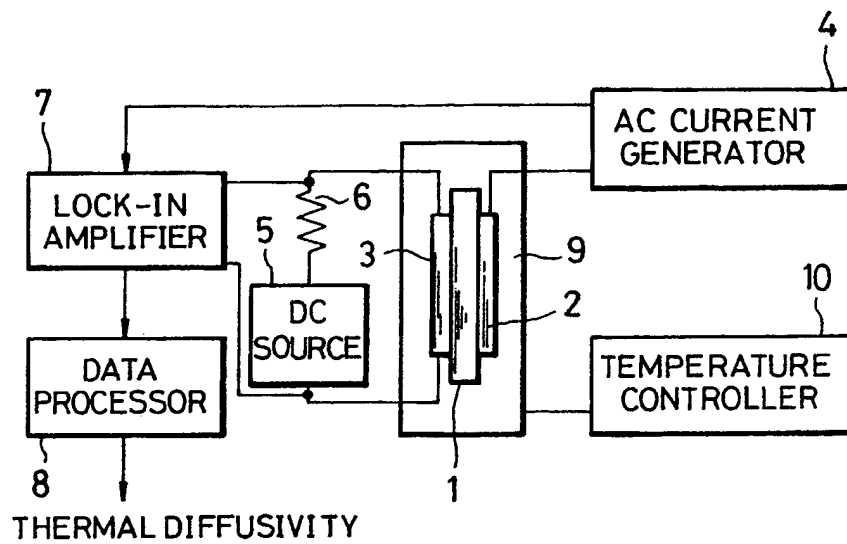 4
7
AC CURRENT
GENERATOR
LOCK-IN
AMPLIFIER
6
5
3
9
DC
SOURCE
2
10
DATA
PROCESSOR
TEMPERATURE
CONTROLLER
8
1
THERMAL DIFFUSIVITY